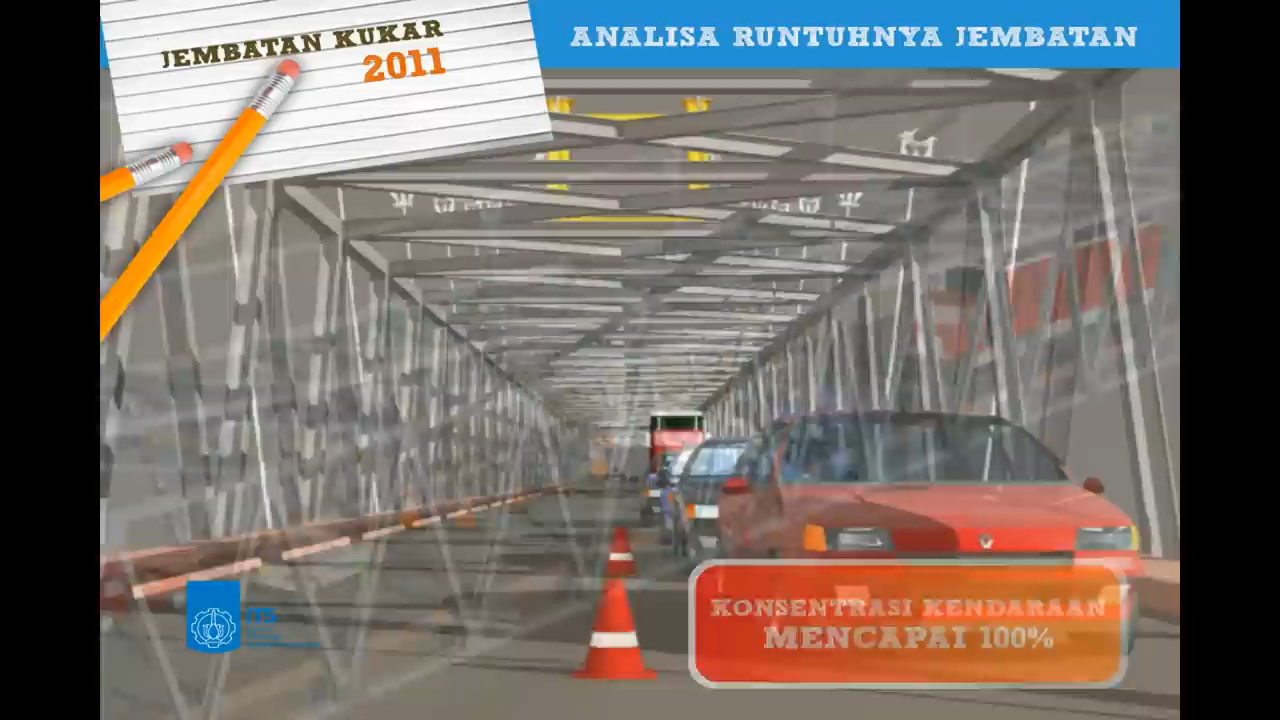 JEMBATAN KUKAR
2011
ANALISA RUNTUHNYA JEMBATAN
KONSENTRASI KENDARAAN
MENCAPAI 100%
ITS